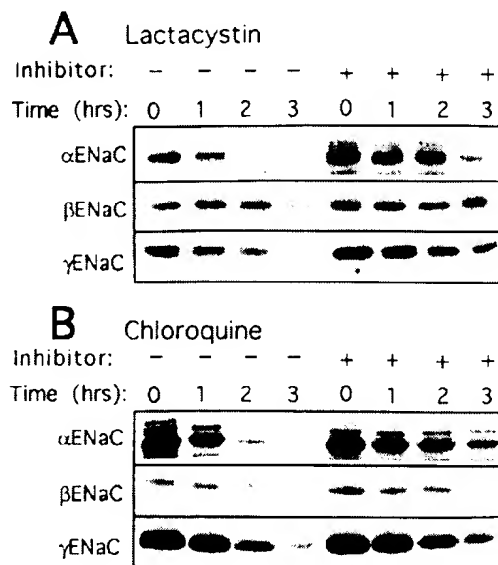 A Lactacystin
Inhibitor: − − − − + + + +
Time (hrs): 0 1 2 3 0 1 2 3
αENaC
βENaC
γENaC
B Chloroquine
Inhibitor: − − − − + + + +
Time (hrs): 0 1 2 3 0 1 2 3
αENaC
βENaC
γENaC